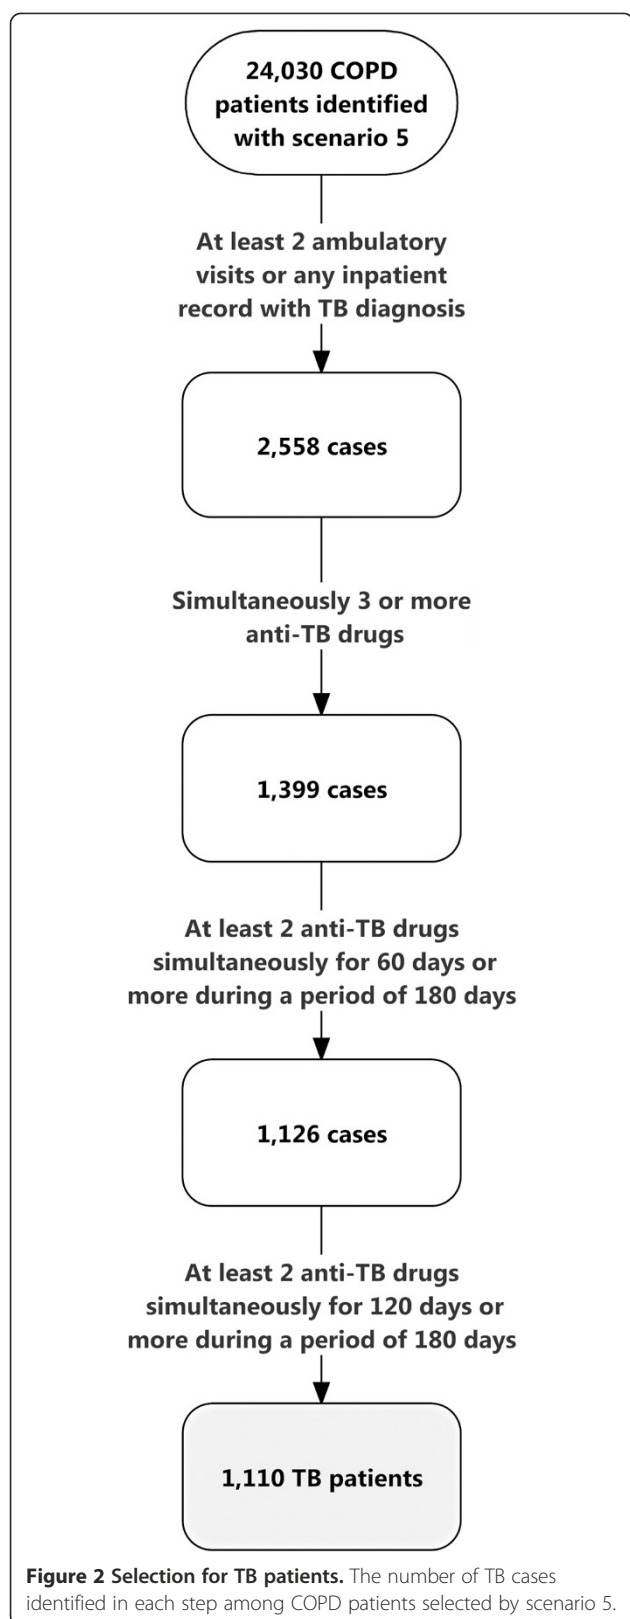 24,030 COPD
patients identified
with scenario 5
At least 2 ambulatory
visits or any inpatient
record with TB diagnosis
2,558 cases
Simultaneously 3 or more
anti-TB drugs
1,399 cases
At least 2 anti-TB drugs
simultaneously for 60 days or
more during a period of 180 days
1,126 cases
At least 2 anti-TB drugs
simultaneously for 120 days or
more during a period of 180 days
1,110 TB patients
Figure 2 Selection for TB patients. The number of TB cases
identified in each step among COPD patients selected by scenario 5.